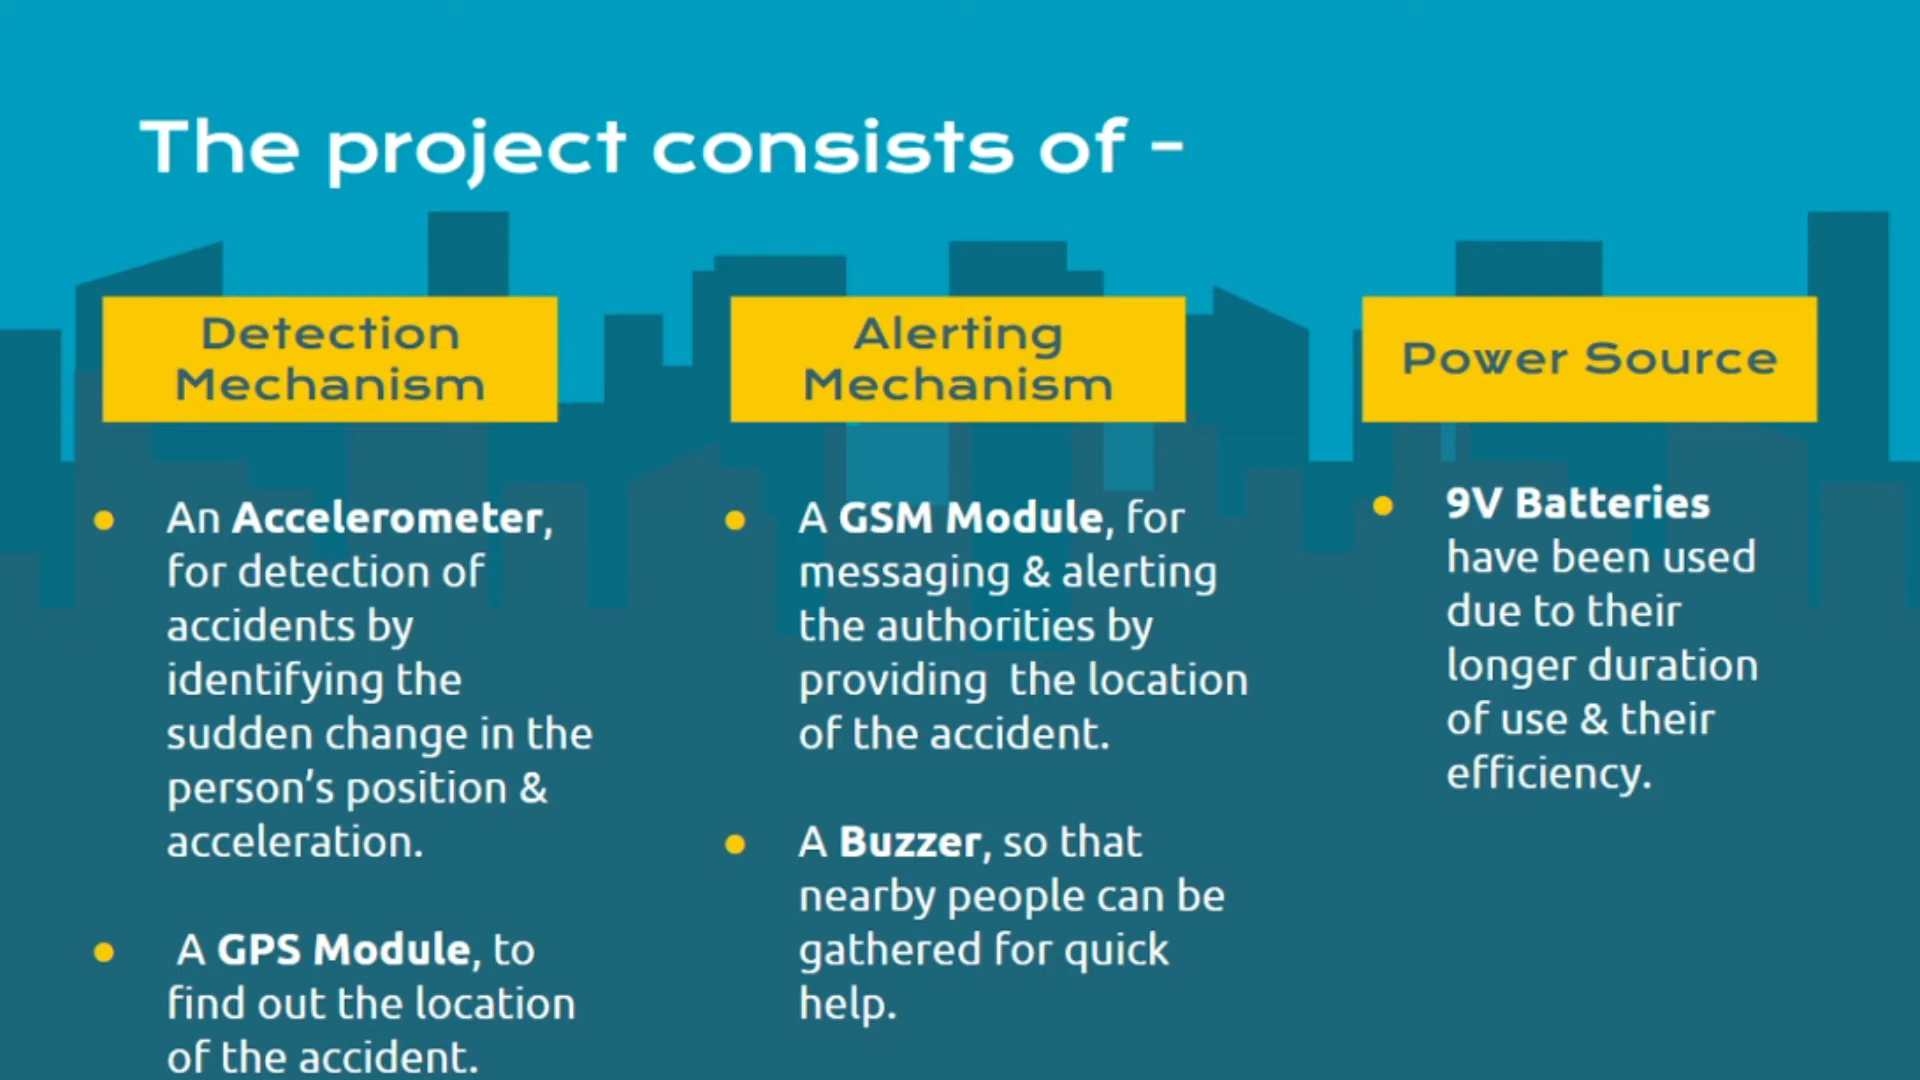 The project consists of -
Detection
Mechanism
An Accelerometer,
for detection of
accidents by
identifying the
sudden change in the
person's position &
acceleration.
A GPS Module, to
find out the location
of the accident.
Alerting
Mechanism
A GSM Module, for
messaging & alerting
the authorities by
providing  the location
of the accident.
A Buzzer, so that
nearby people can be
gathered for quick
help.
Power Source
9V Batteries
have been used
due to their
longer duration
of use & their
efficiency.